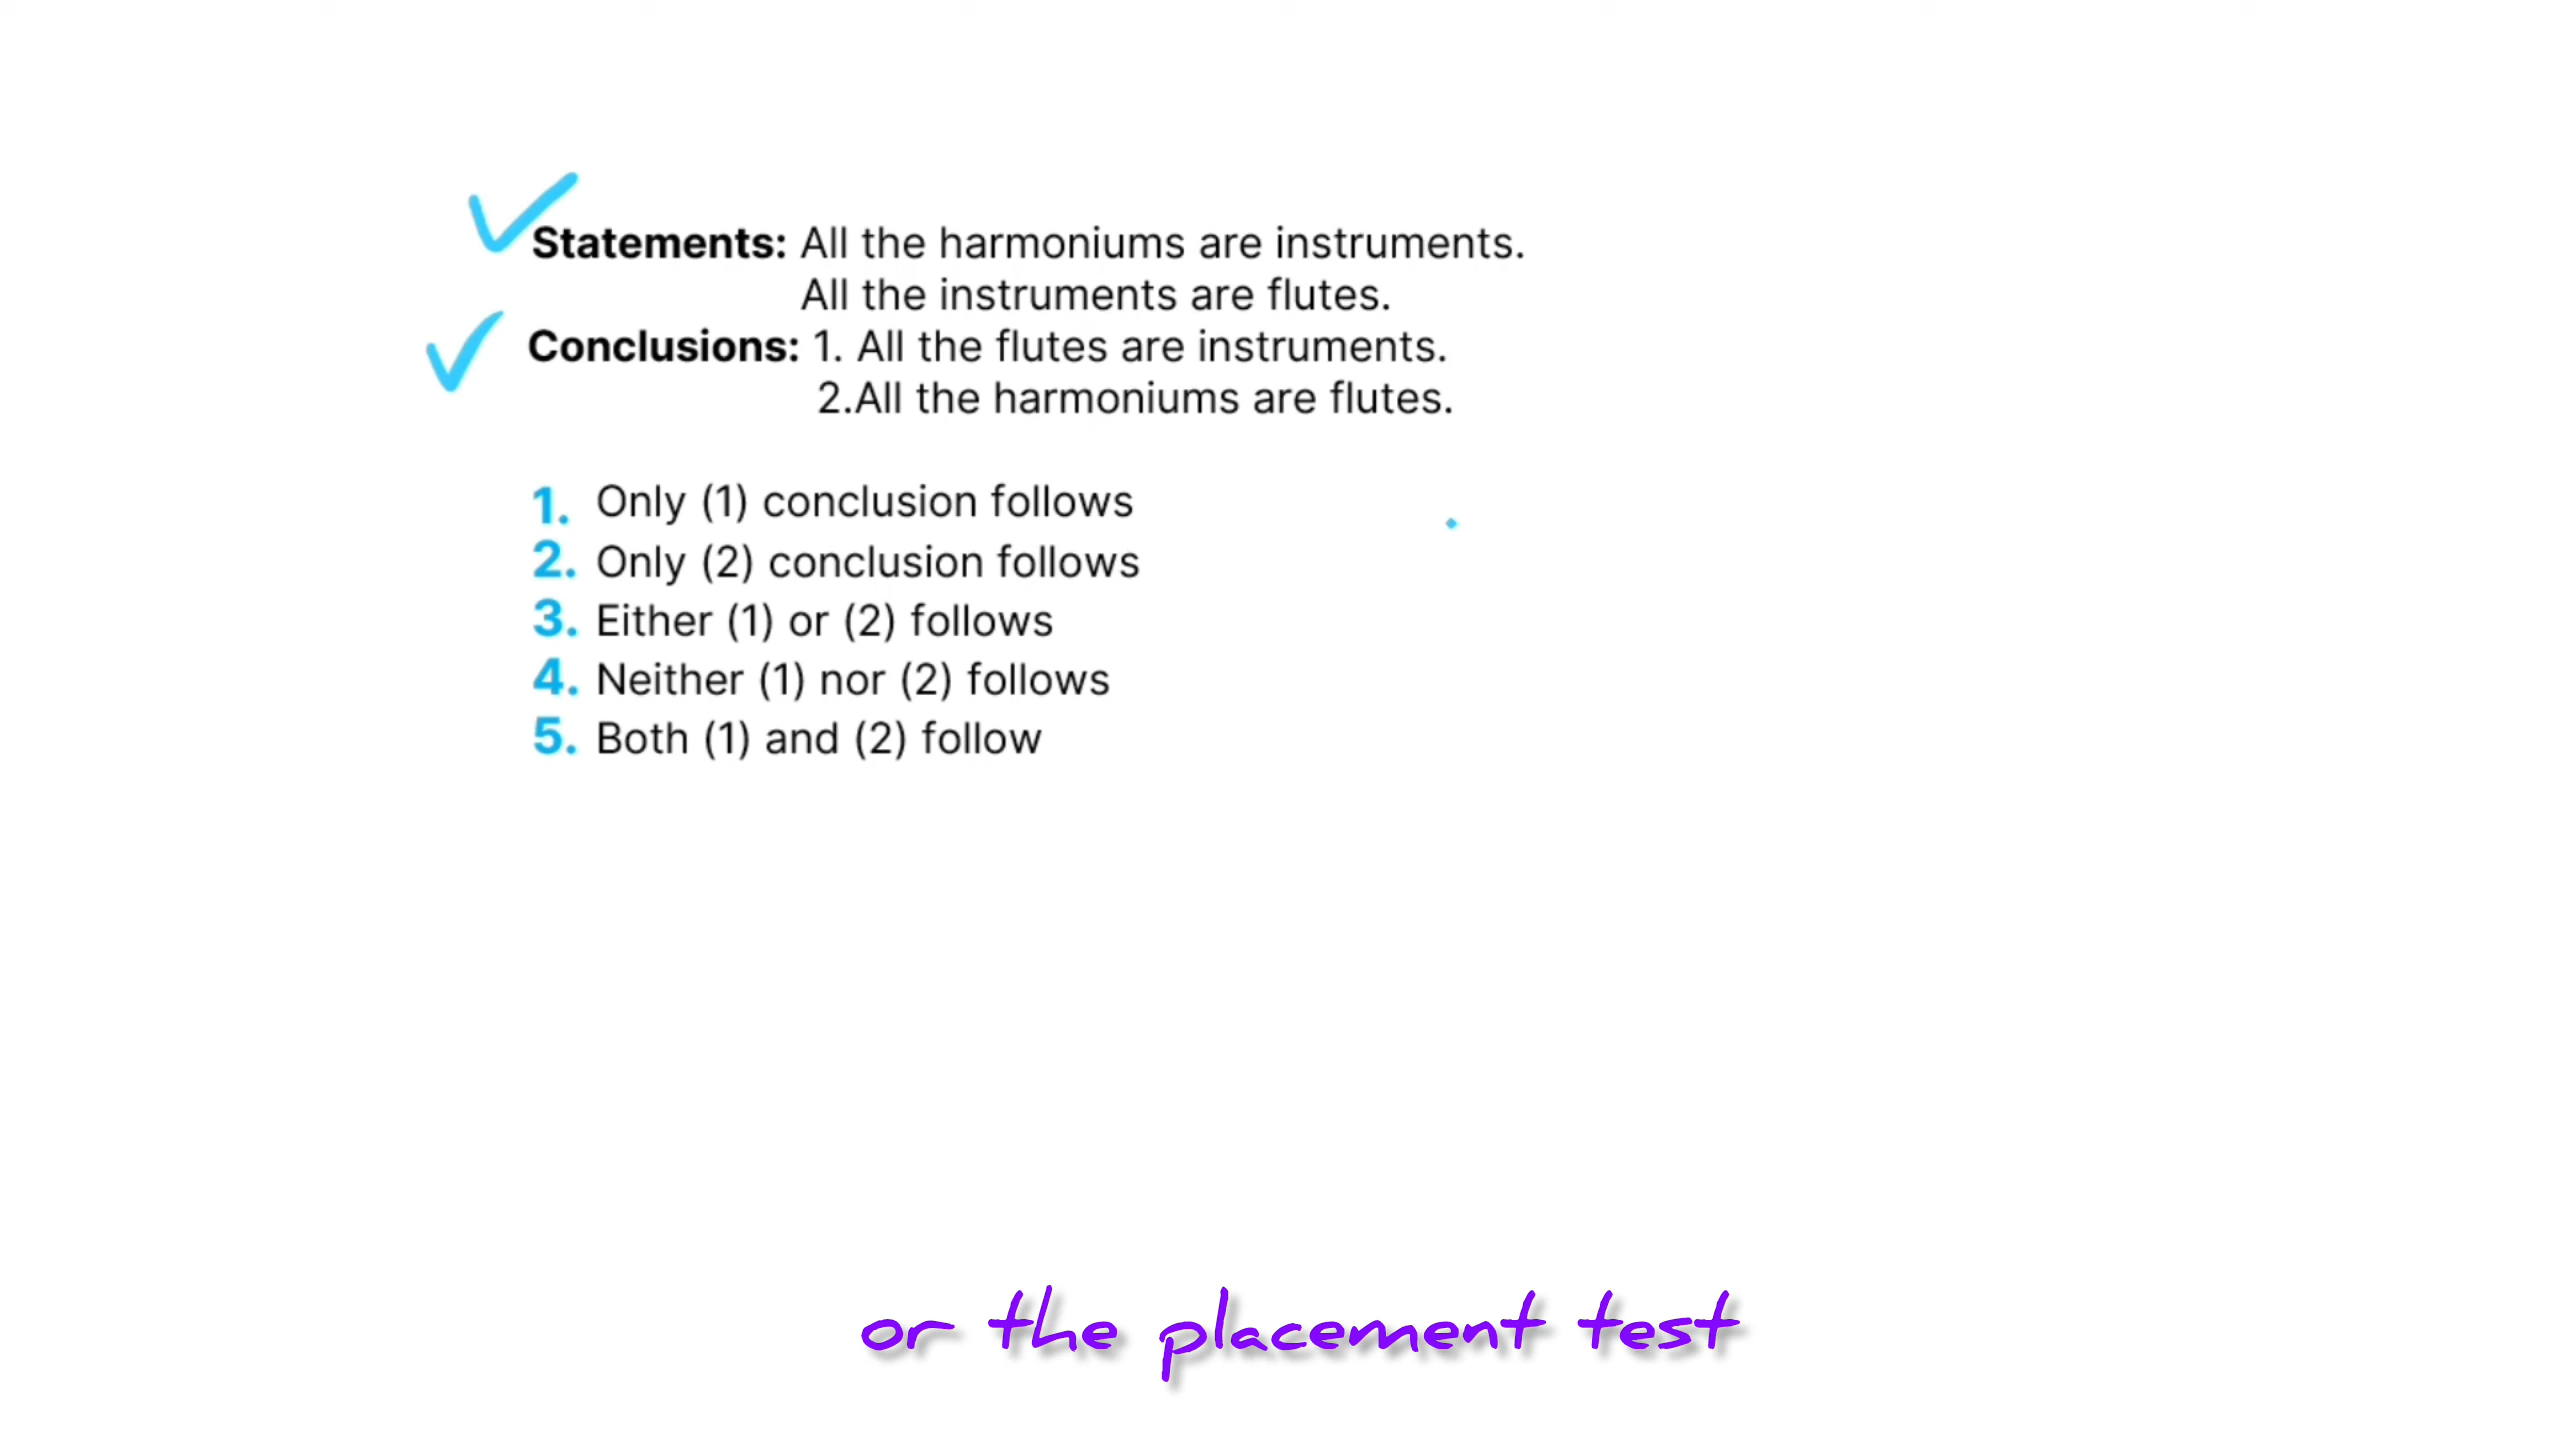 Statements: All the harmoniums are instruments.
All the instruments are flutes.
Conclusions: 1. All the flutes are instruments.
2.All the harmoniums are flutes.
1. Only (1) conclusion follows
2. Only (2) conclusion follows
3. Either (1) or (2) follows
4. Neither (1) nor (2) follows
5. Both (1) and (2) follow
or the placement test